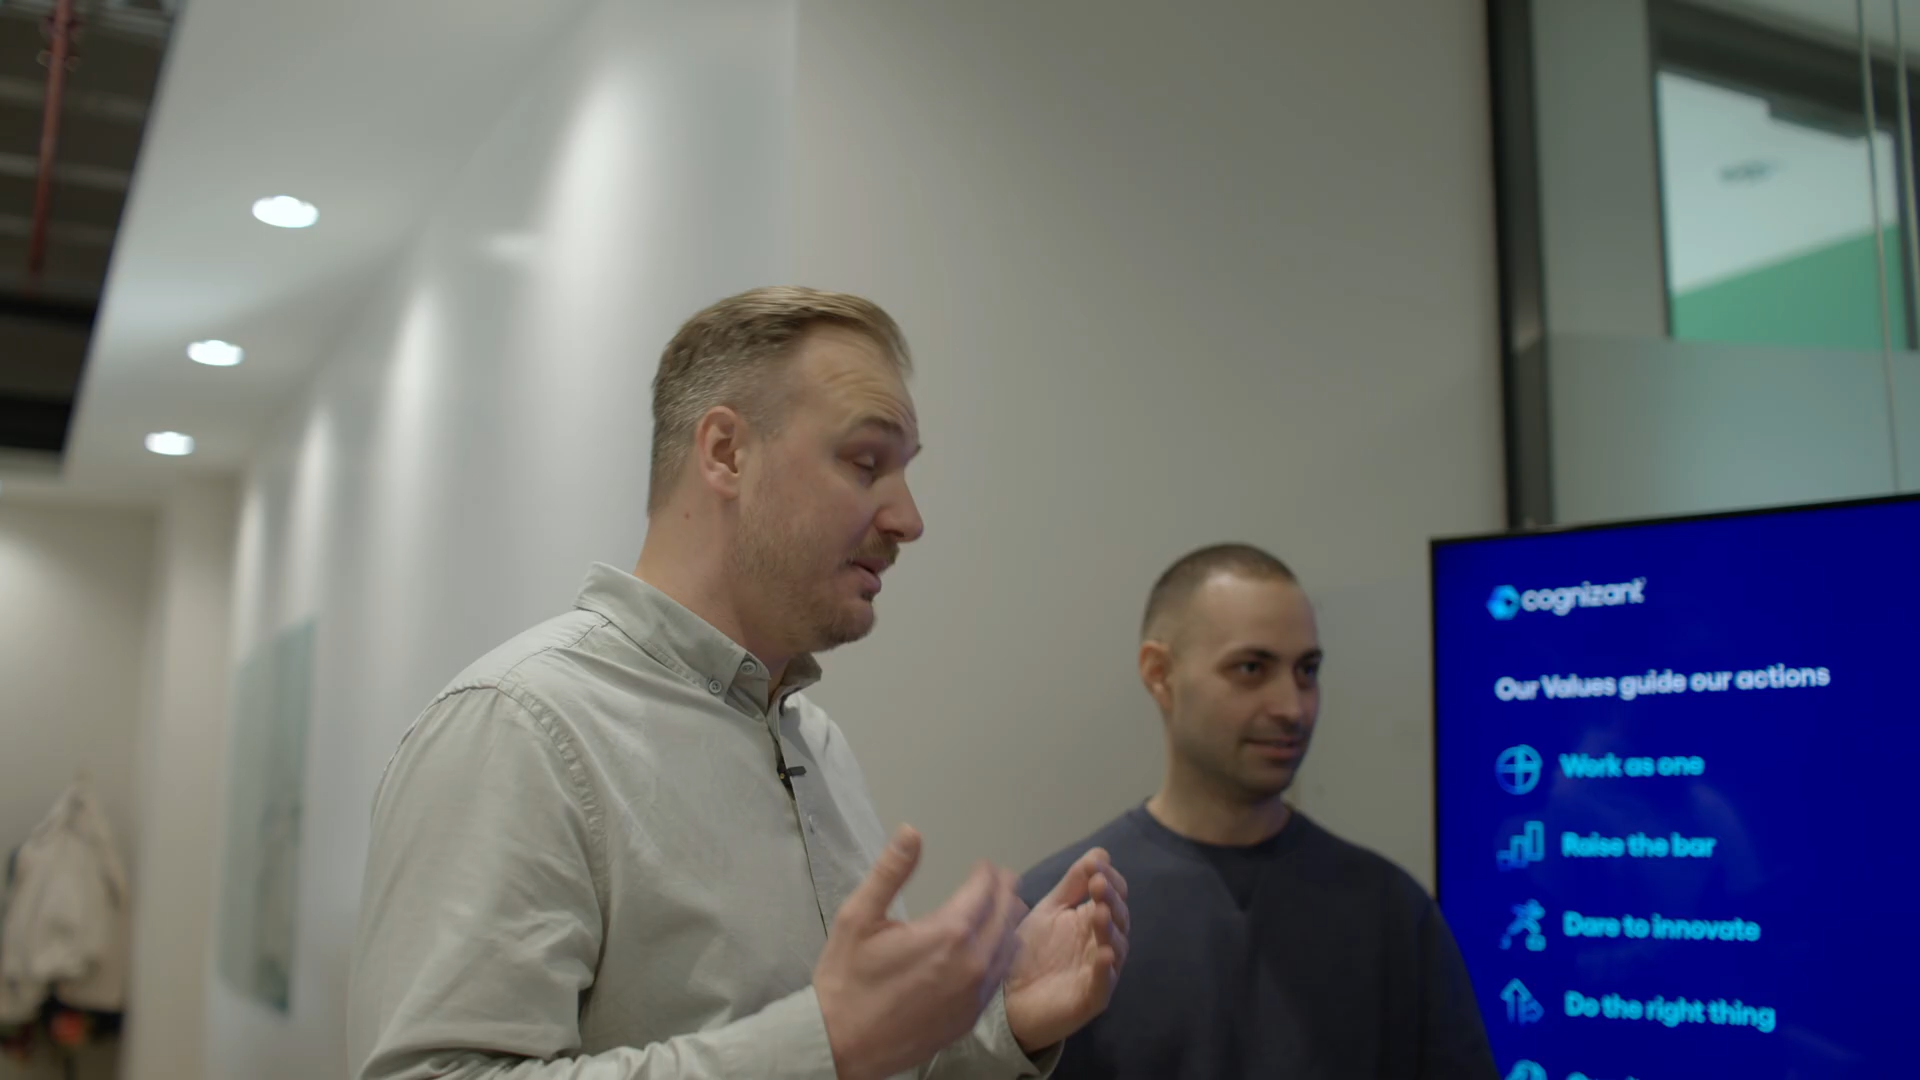 cognizant
Our Values guide our actions
Work as one
Raise the bar
Dare to innovate
Do the right thing